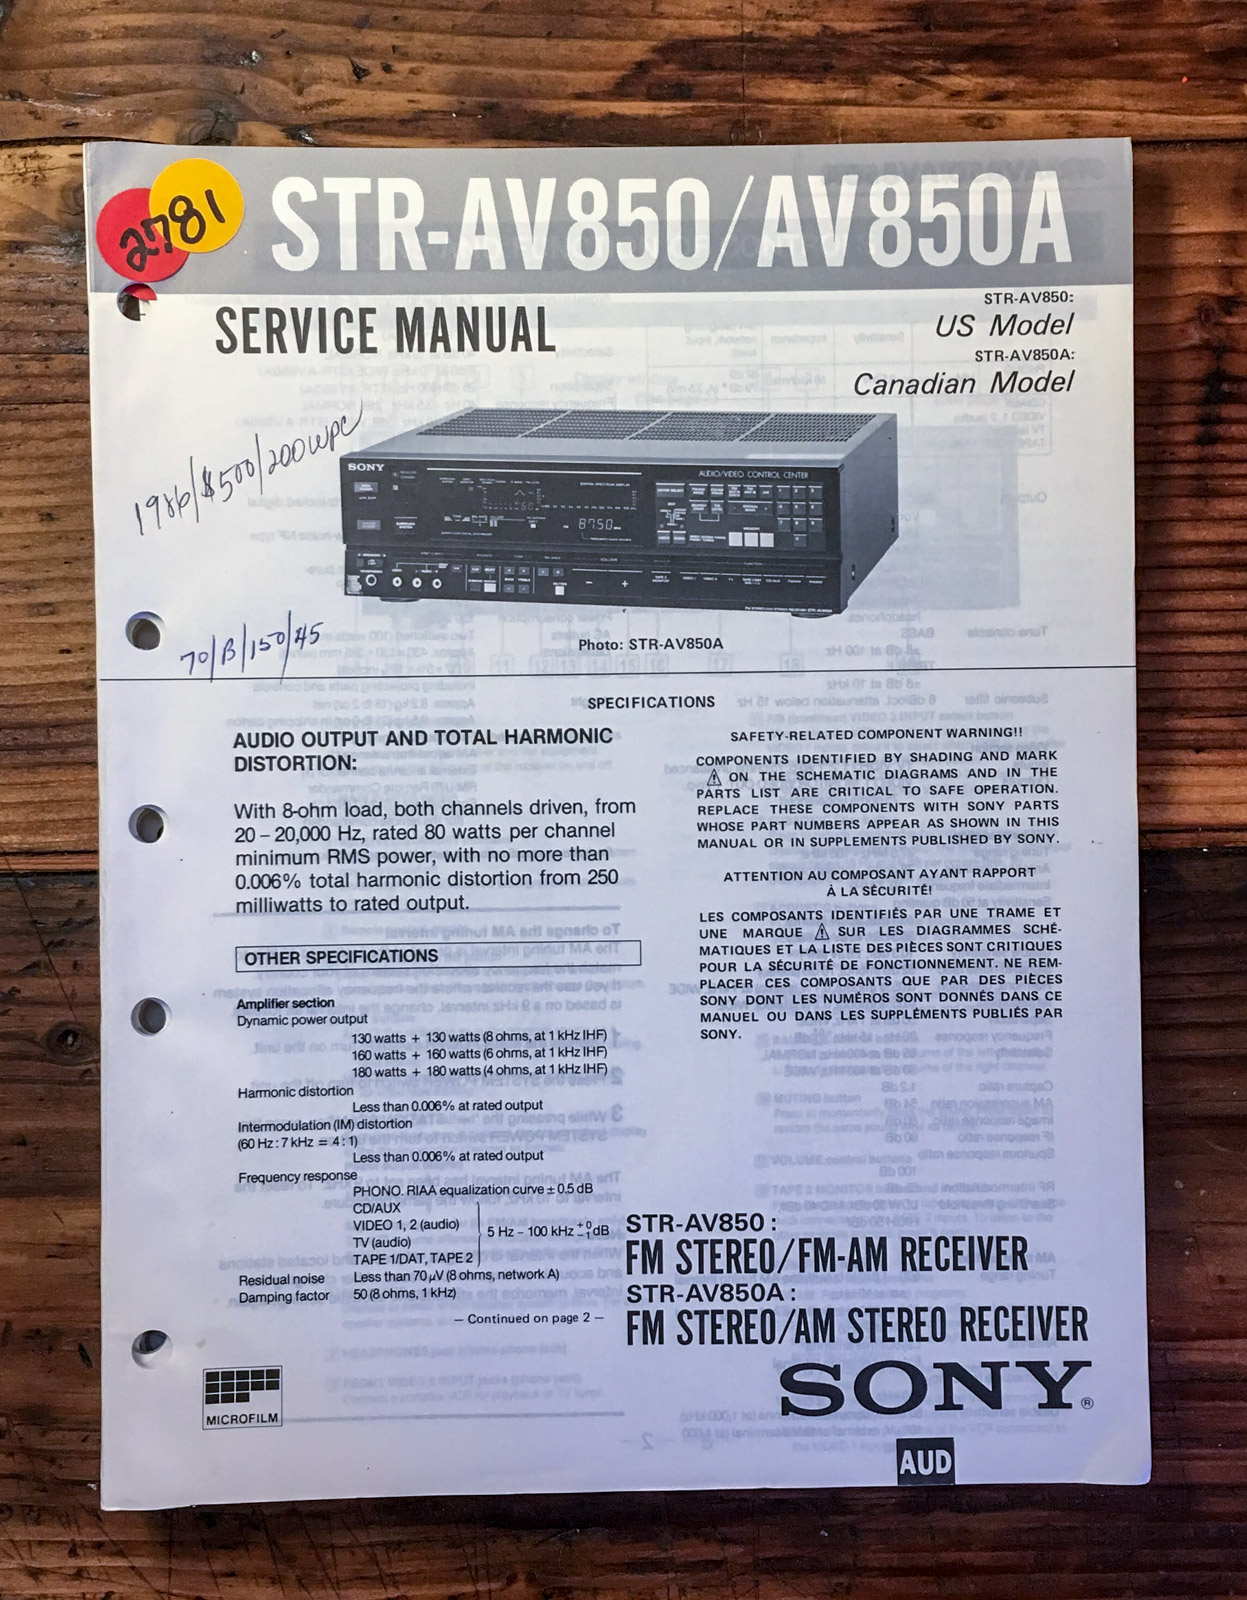 2781
STR-AV850/AV850A
SERVICE MANUAL
STR-AV850:
US Model
STR-AV850A:
Canadian Model
1986/$500/200WPC
SONY
AUDIO/VIDEO CONTROL CENTER
87.50
70/B/150/45
Photo: STR-AV850A
SPECIFICATIONS
AUDIO OUTPUT AND TOTAL HARMONIC
DISTORTION:
With 8-ohm load, both channels driven, from
20 – 20,000 Hz, rated 80 watts per channel
minimum RMS power, with no more than
0.006% total harmonic distortion from 250
milliwatts to rated output.
OTHER SPECIFICATIONS
Amplifier section
Dynamic power output
130 watts + 130 watts (8 ohms, at 1 kHz IHF)
160 watts + 160 watts (6 ohms, at 1 kHz IHF)
180 watts + 180 watts (4 ohms, at 1 kHz IHF)
Harmonic distortion
Less than 0.006% at rated output
Intermodulation (IM) distortion
(60 Hz : 7 kHz = 4 : 1)
Less than 0.006% at rated output
Frequency response
PHONO. RIAA equalization curve ± 0.5 dB
CD/AUX
VIDEO 1, 2 (audio)
TV (audio)
TAPE 1/DAT, TAPE 2
5 Hz – 100 kHz +0 −1 dB
Residual noise Less than 70 μV (8 ohms, network A)
Damping factor 50 (8 ohms, 1 kHz)
— Continued on page 2 —
MICROFILM
SAFETY-RELATED COMPONENT WARNING!!
COMPONENTS IDENTIFIED BY SHADING AND MARK
⚠ ON THE SCHEMATIC DIAGRAMS AND IN THE
PARTS LIST ARE CRITICAL TO SAFE OPERATION.
REPLACE THESE COMPONENTS WITH SONY PARTS
WHOSE PART NUMBERS APPEAR AS SHOWN IN THIS
MANUAL OR IN SUPPLEMENTS PUBLISHED BY SONY.
ATTENTION AU COMPOSANT AYANT RAPPORT
À LA SÉCURITÉ!
LES COMPOSANTS IDENTIFIÉS PAR UNE TRAME ET
UNE MARQUE ⚠ SUR LES DIAGRAMMES SCHÉ-
MATIQUES ET LA LISTE DES PIÈCES SONT CRITIQUES
POUR LA SÉCURITÉ DE FONCTIONNEMENT. NE REM-
PLACER CES COMPOSANTS QUE PAR DES PIÈCES
SONY DONT LES NUMÉROS SONT DONNÉS DANS CE
MANUEL OU DANS LES SUPPLÉMENTS PUBLIÉS PAR
SONY.
STR-AV850 :
FM STEREO/FM-AM RECEIVER
STR-AV850A :
FM STEREO/AM STEREO RECEIVER
SONY®
AUD